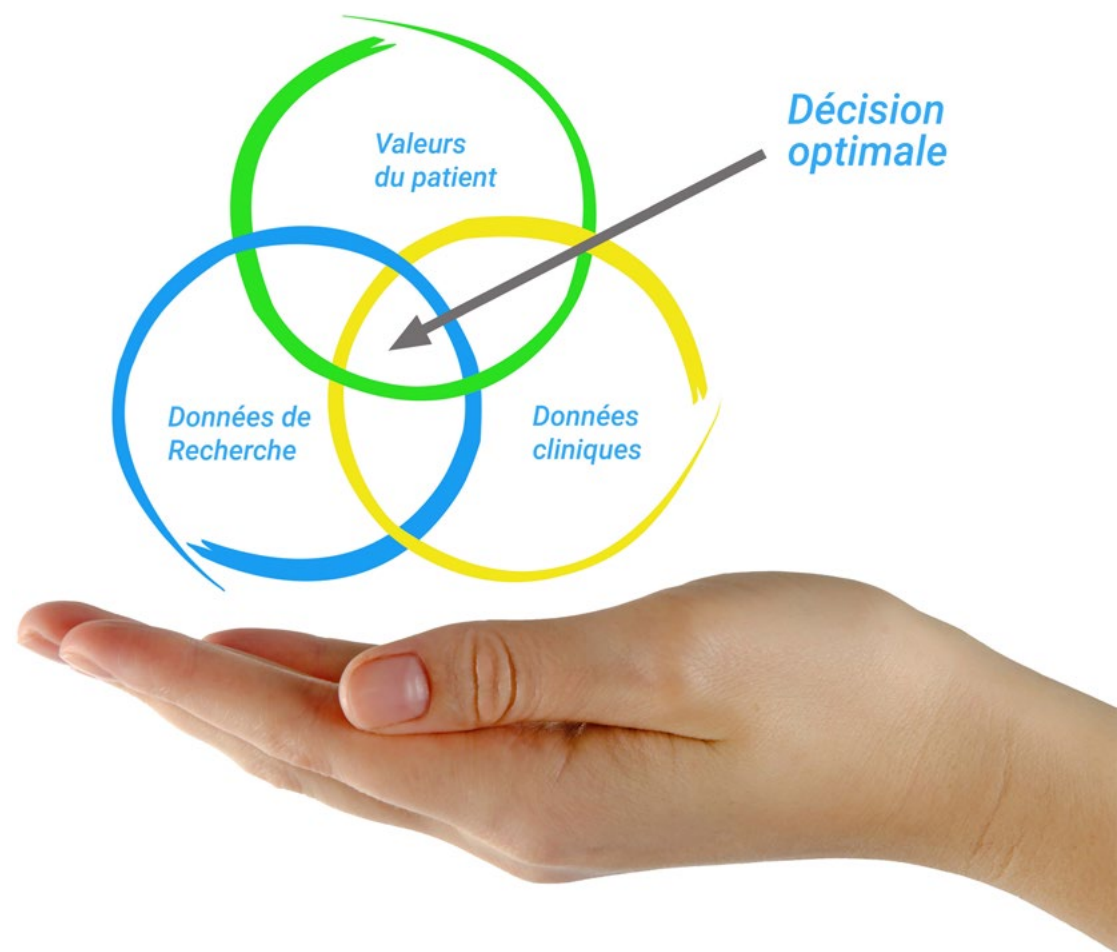 Valeurs
du patient
Décision
optimale
Données de
Recherche
Données
cliniques